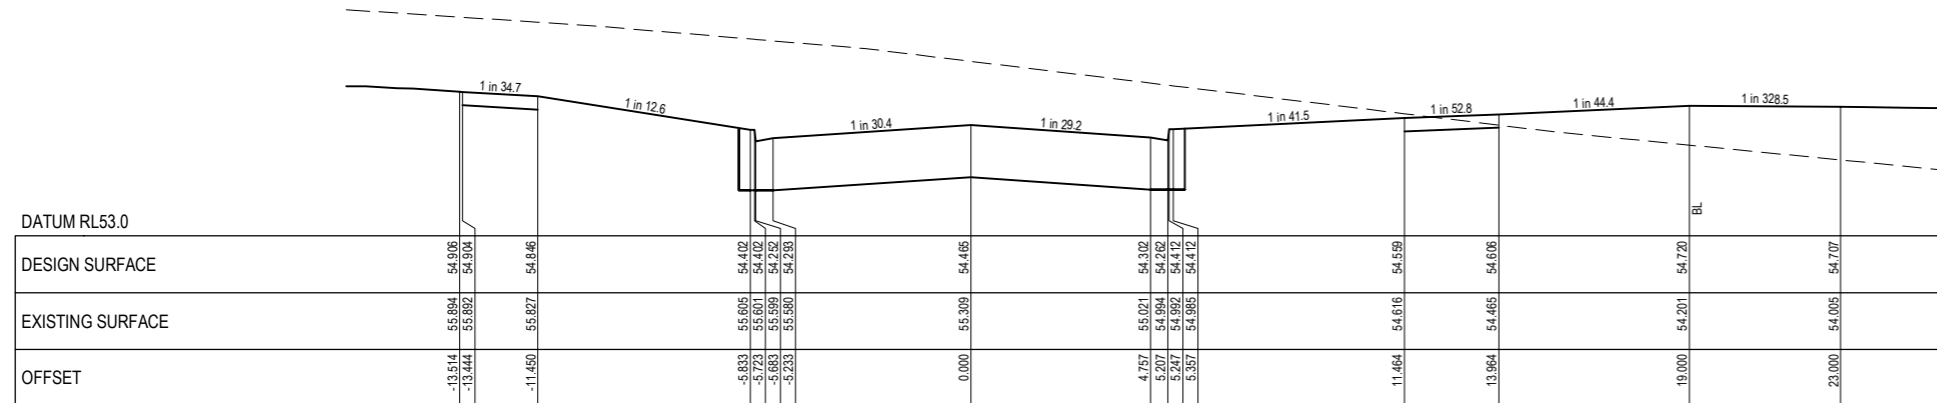 1 in 34.7
1 in 12.6
1 in 30.4
1 in 29.2
1 in 41.5
1 in 52.8
1 in 44.4
1 in 328.5
BL
DATUM RL53.0
DESIGN SURFACE 54.906 54.904 54.846 54.402 54.402 54.252 54.293 54.465 54.302 54.262 54.412 54.412 54.559 54.606 54.720 54.707
EXISTING SURFACE 55.894 55.892 55.827 55.605 55.601 55.599 55.580 55.309 55.021 54.994 54.992 54.985 54.616 54.465 54.201 54.005
OFFSET -13.514 -13.444 -11.450 -5.833 -5.723 -5.683 -5.233 0.000 4.757 5.207 5.247 5.357 11.464 13.964 19.000 23.000